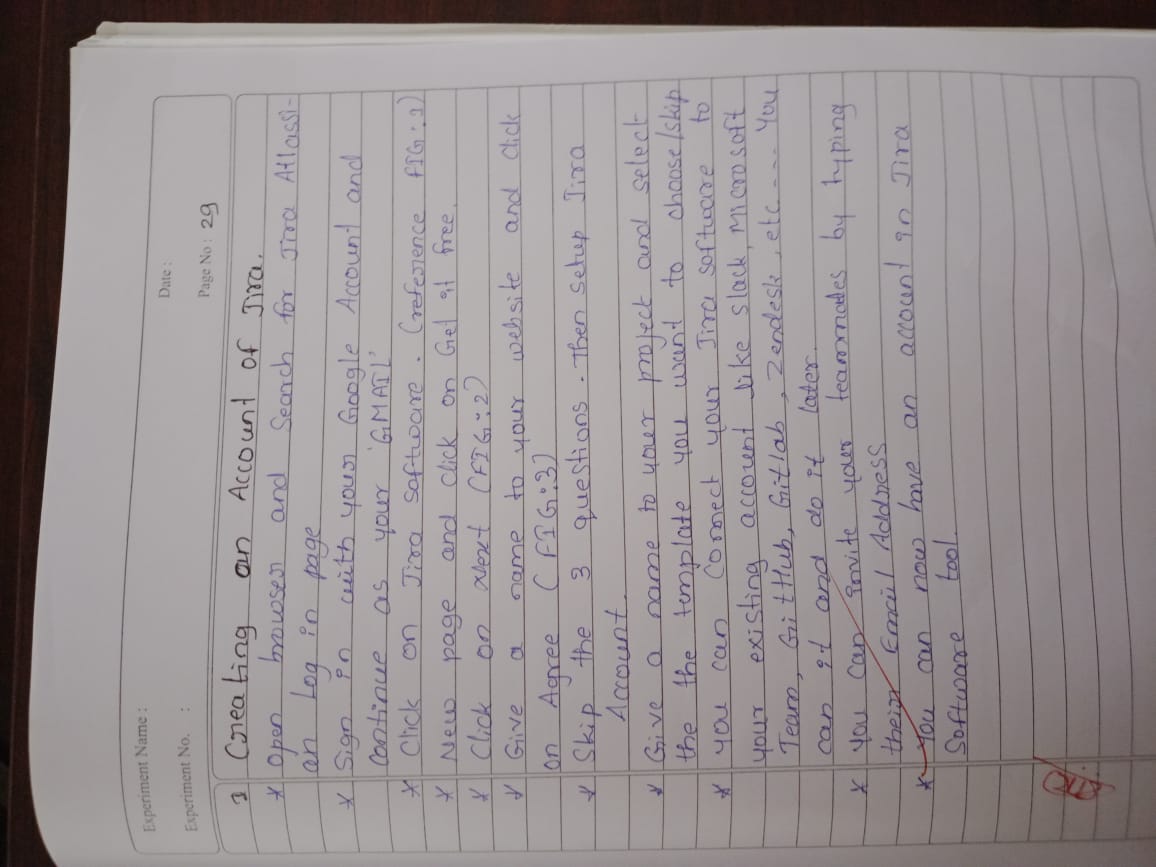 Experiment Name :
Date :
Experiment No. :
Page No : 29
1 Creating an Account of Jira.
* Open browser and Search for Jira Atlassi-
an Log in page
* Sign in with your Google Account and
continue as your 'GMAIL'
* Click on Jira software. (reference FIG:1)
* New page and click on Get it free.
* Click on Next (FIG:2)
* Give a name to your website and click
on Agree (FIG:3)
* Skip the 3 questions. Then setup Jira
Account.
* Give a name to your project and select
the the template you want to choose/skip
* you can connect your Jira software to
your existing account like slack, microsoft
Team, GitHub, Gitlab, Zendesk, etc---- you
can it and do it later.
* you can invite your teammades by typing
their Email Address
* You can now have an account in Jira
Software tool.